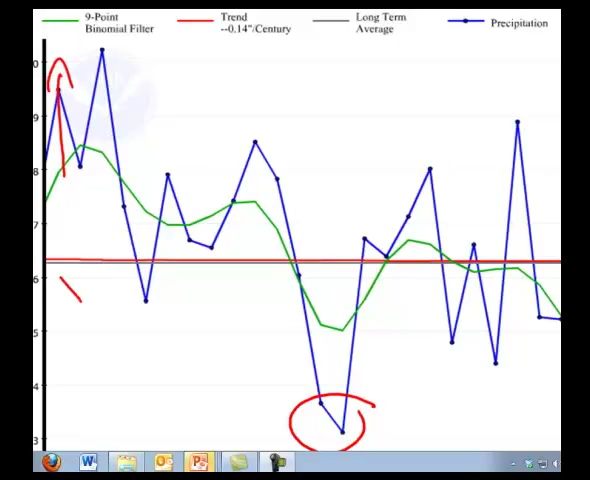 9-Point
Binomial Filter
Trend
--0.14"/Century
Long Term
Average
Precipitation
0
9
8
7
6
5
4
3